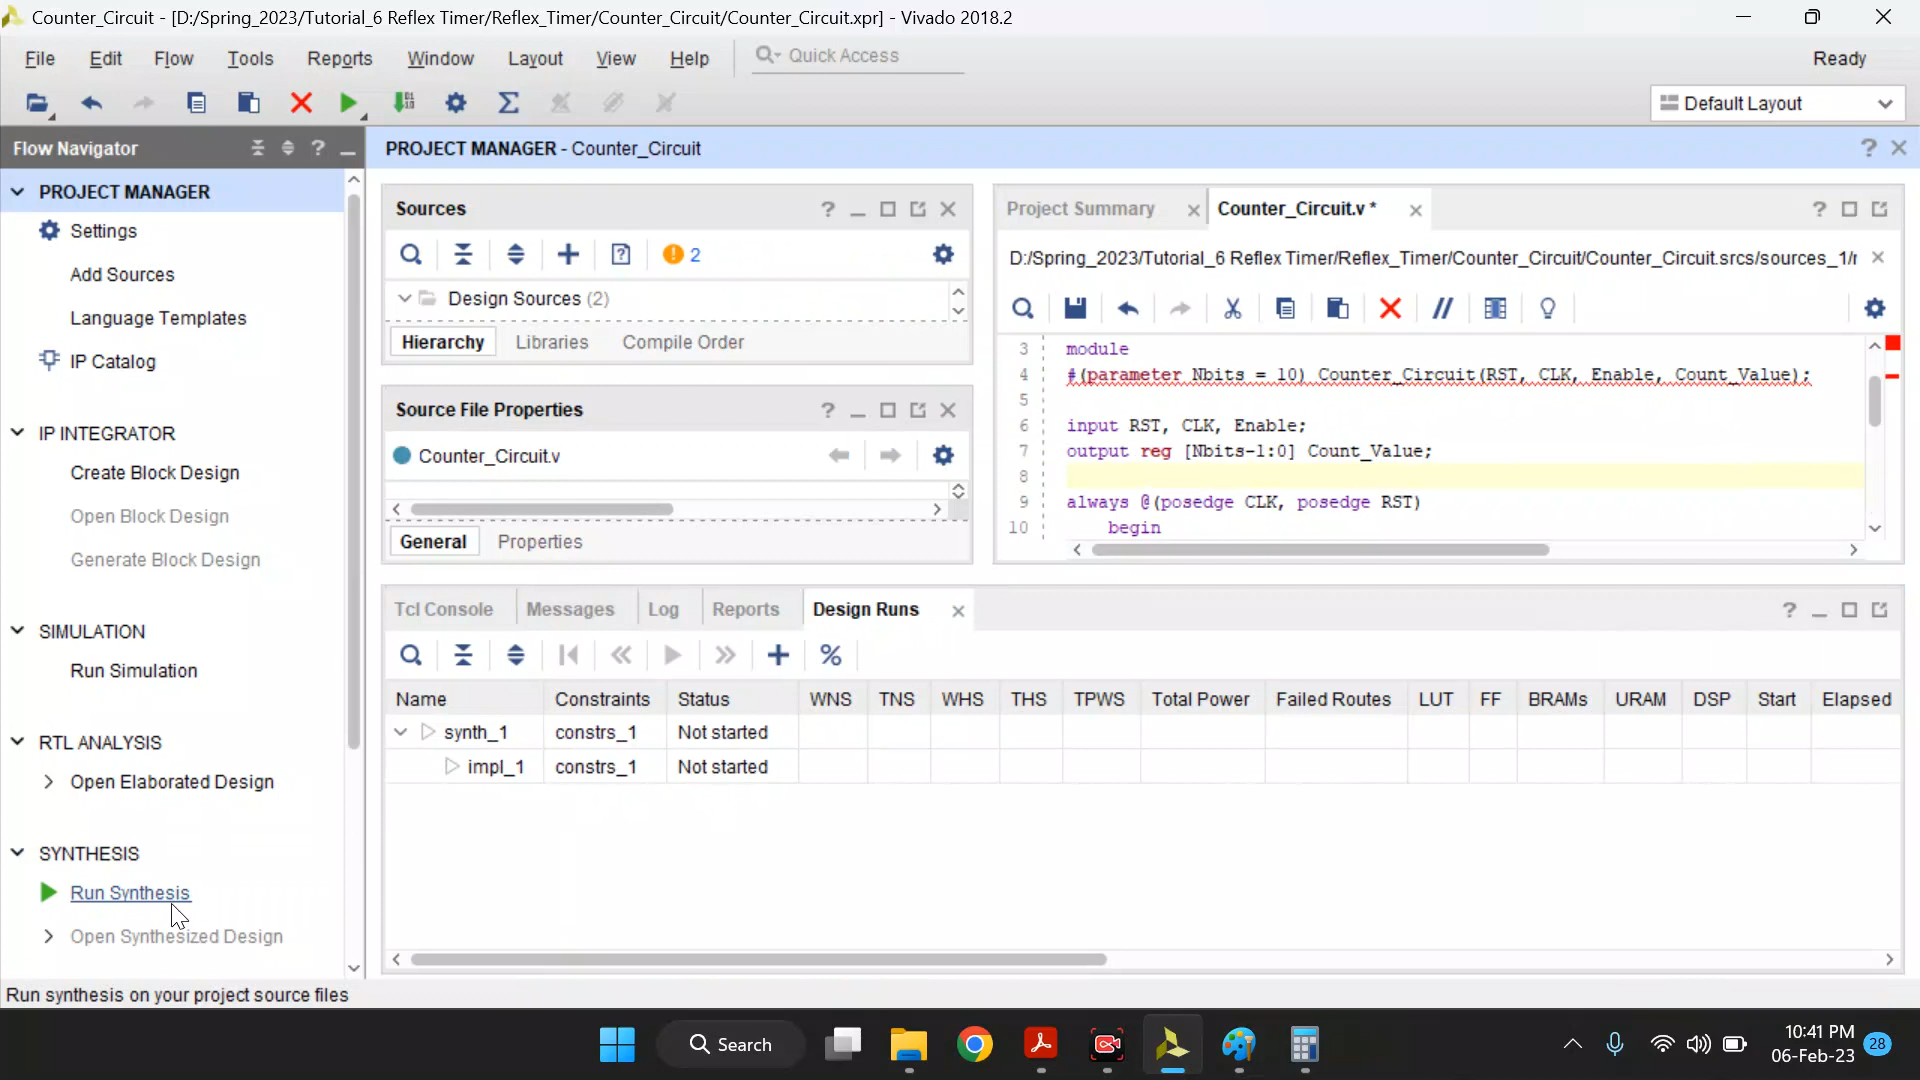 Counter_Circuit - [D:/Spring_2023/Tutorial_6 Reflex Timer/Reflex_Timer/Counter_Circuit/Counter_Circuit.xpr] - Vivado 2018.2
File Edit Flow Tools Reports Window Layout View Help Quick Access Ready
Default Layout
Flow Navigator
PROJECT MANAGER
Settings
Add Sources
Language Templates
IP Catalog
IP INTEGRATOR
Create Block Design
Open Block Design
Generate Block Design
SIMULATION
Run Simulation
RTL ANALYSIS
Open Elaborated Design
SYNTHESIS
Run Synthesis
Open Synthesized Design
PROJECT MANAGER - Counter_Circuit
Sources
2
Design Sources (2)
Hierarchy Libraries Compile Order
Source File Properties
Counter_Circuit.v
General Properties
Project Summary Counter_Circuit.v *
D:/Spring_2023/Tutorial_6 Reflex Timer/Reflex_Timer/Counter_Circuit/Counter_Circuit.srcs/sources_1/
3 module
4 #(parameter Nbits = 10) Counter_Circuit(RST, CLK, Enable, Count_Value);
5
6 input RST, CLK, Enable;
7 output reg [Nbits-1:0] Count_Value;
8
9 always @(posedge CLK, posedge RST)
10 begin
Tcl Console Messages Log Reports Design Runs
Name Constraints Status WNS TNS WHS THS TPWS Total Power Failed Routes LUT FF BRAMs URAM DSP Start Elapsed
synth_1 constrs_1 Not started
impl_1 constrs_1 Not started
Run synthesis on your project source files
Search
10:41 PM
06-Feb-23
28